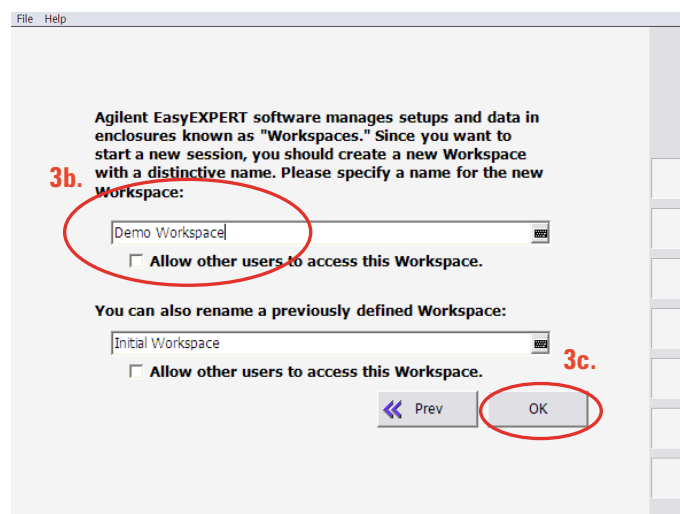 File Help
Agilent EasyEXPERT software manages setups and data in
enclosures known as "Workspaces." Since you want to
start a new session, you should create a new Workspace
3b. with a distinctive name. Please specify a name for the new
Workspace:
Demo Workspace
Allow other users to access this Workspace.
You can also rename a previously defined Workspace:
Initial Workspace
3c.
Allow other users to access this Workspace.
Prev OK